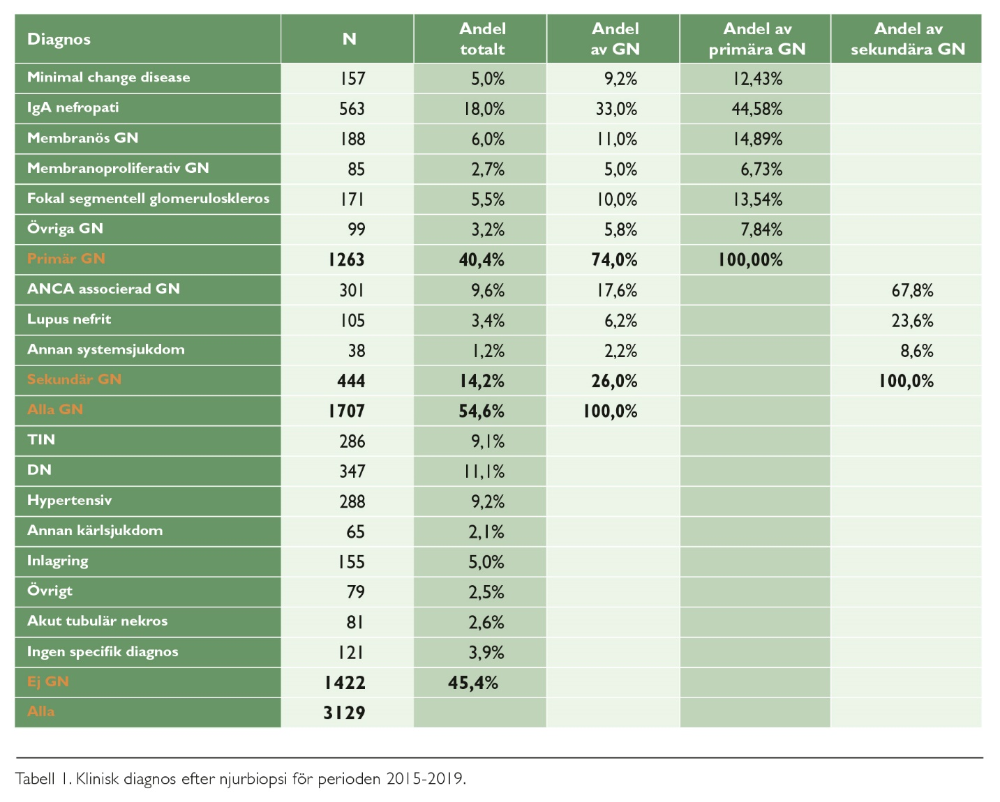 Diagnos N Andel totalt Andel av GN Andel av primära GN Andel av sekundära GN
Minimal change disease 157 5,0% 9,2% 12,43%
IgA nefropati 563 18,0% 33,0% 44,58%
Membranös GN 188 6,0% 11,0% 14,89%
Membranoproliferativ GN 85 2,7% 5,0% 6,73%
Fokal segmentell glomeruloskleros 171 5,5% 10,0% 13,54%
Övriga GN 99 3,2% 5,8% 7,84%
Primär GN 1263 40,4% 74,0% 100,00%
ANCA associerad GN 301 9,6% 17,6% 67,8%
Lupus nefrit 105 3,4% 6,2% 23,6%
Annan systemsjukdom 38 1,2% 2,2% 8,6%
Sekundär GN 444 14,2% 26,0% 100,0%
Alla GN 1707 54,6% 100,0%
TIN 286 9,1%
DN 347 11,1%
Hypertensiv 288 9,2%
Annan kärlsjukdom 65 2,1%
Inlagring 155 5,0%
Övrigt 79 2,5%
Akut tubulär nekros 81 2,6%
Ingen specifik diagnos 121 3,9%
Ej GN 1422 45,4%
Alla 3129
Tabell 1. Klinisk diagnos efter njurbiopsi för perioden 2015-2019.